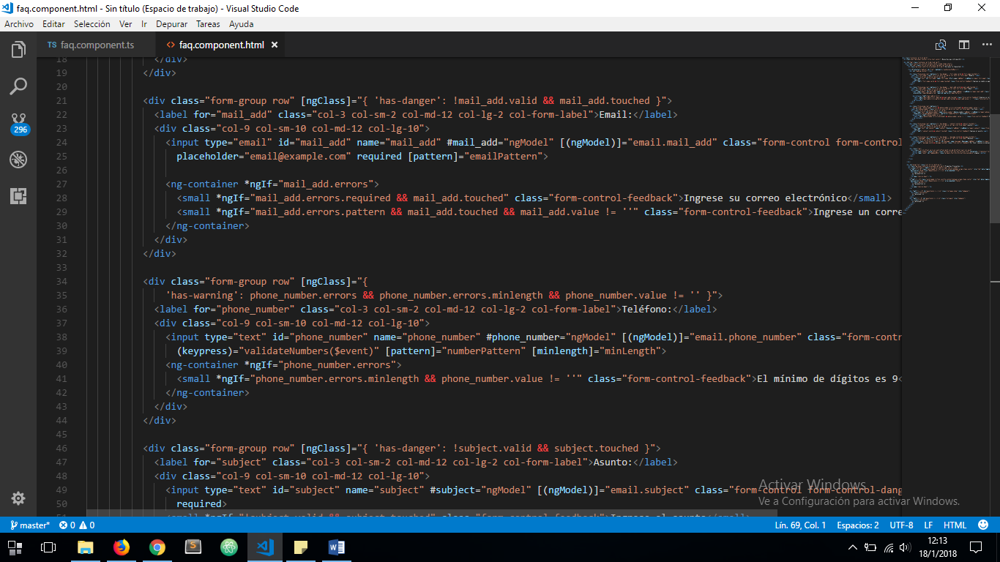 faq.component.html - Sin título (Espacio de trabajo) - Visual Studio Code
Archivo Editar Selección Ver Ir Depurar Tareas Ayuda
TS faq.component.ts <> faq.component.html
18 </div>
19 </div>
20
21 <div class="form-group row" [ngClass]="{ 'has-danger': !mail_add.valid && mail_add.touched }">
22 <label for="mail_add" class="col-3 col-sm-2 col-md-12 col-lg-2 col-form-label">Email:</label>
23 <div class="col-9 col-sm-10 col-md-12 col-lg-10">
24 <input type="email" id="mail_add" name="mail_add" #mail_add="ngModel" [(ngModel)]="email.mail_add" class="form-control form-control
25 placeholder="email@example.com" required [pattern]="emailPattern">
26
27 <ng-container *ngIf="mail_add.errors">
28 <small *ngIf="mail_add.errors.required && mail_add.touched" class="form-control-feedback">Ingrese su correo electrónico</small>
29 <small *ngIf="mail_add.errors.pattern && mail_add.touched && mail_add.value != ''" class="form-control-feedback">Ingrese un corre
30 </ng-container>
31 </div>
32 </div>
33
34 <div class="form-group row" [ngClass]="{
35 'has-warning': phone_number.errors && phone_number.errors.minlength && phone_number.value != '' }">
36 <label for="phone_number" class="col-3 col-sm-2 col-md-12 col-lg-2 col-form-label">Teléfono:</label>
37 <div class="col-9 col-sm-10 col-md-12 col-lg-10">
38 <input type="text" id="phone_number" name="phone_number" #phone_number="ngModel" [(ngModel)]="email.phone_number" class="form-contr
39 (keypress)="validateNumbers($event)" [pattern]="numberPattern" [minlength]="minLength">
40 <ng-container *ngIf="phone_number.errors">
41 <small *ngIf="phone_number.errors.minlength && phone_number.value != ''" class="form-control-feedback">El mínimo de dígitos es 9<
42 </ng-container>
43 </div>
44 </div>
45
46 <div class="form-group row" [ngClass]="{ 'has-danger': !subject.valid && subject.touched }">
47 <label for="subject" class="col-3 col-sm-2 col-md-12 col-lg-2 col-form-label">Asunto:</label>
48 <div class="col-9 col-sm-10 col-md-12 col-lg-10">
49 <input type="text" id="subject" name="subject" #subject="ngModel" [(ngModel)]="email.subject" class="form-control form-control-dang
50 required>
296
Activar Windows
Ve a Configuración para activar Windows.
master* 0 0 Lín. 69, Col. 1 Espacios: 2 UTF-8 LF HTML
12:13
18/1/2018